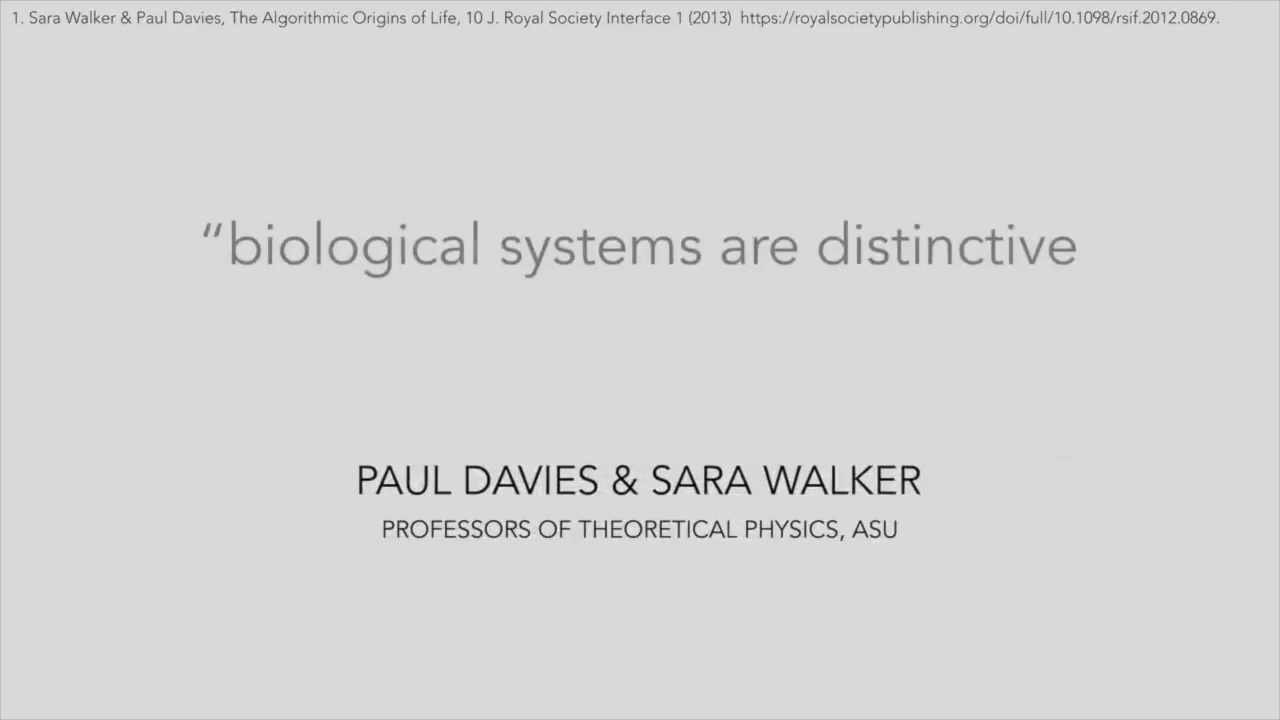 1. Sara Walker & Paul Davies, The Algorithmic Origins of Life, 10 J. Royal Society Interface 1 (2013)  https://royalsocietypublishing.org/doi/full/10.1098/rsif.2012.0869.
“biological systems are distinctive
PAUL DAVIES & SARA WALKER
PROFESSORS OF THEORETICAL PHYSICS, ASU